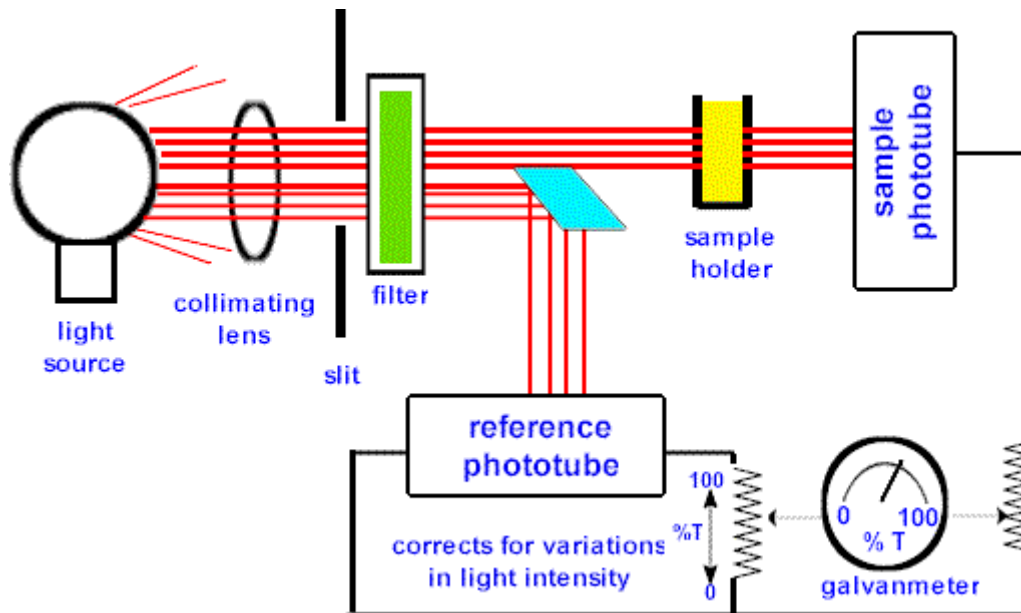 light
source
collimating
lens
slit
filter
sample
holder
sample
phototube
reference
phototube
corrects for variations
in light intensity
100
%T
0
0
100
% T
galvanmeter